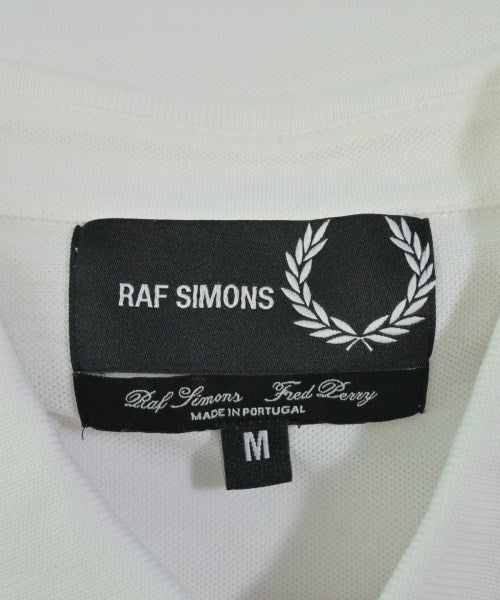 RAF SIMONS
Raf Simons Fred Perry
MADE IN PORTUGAL
M